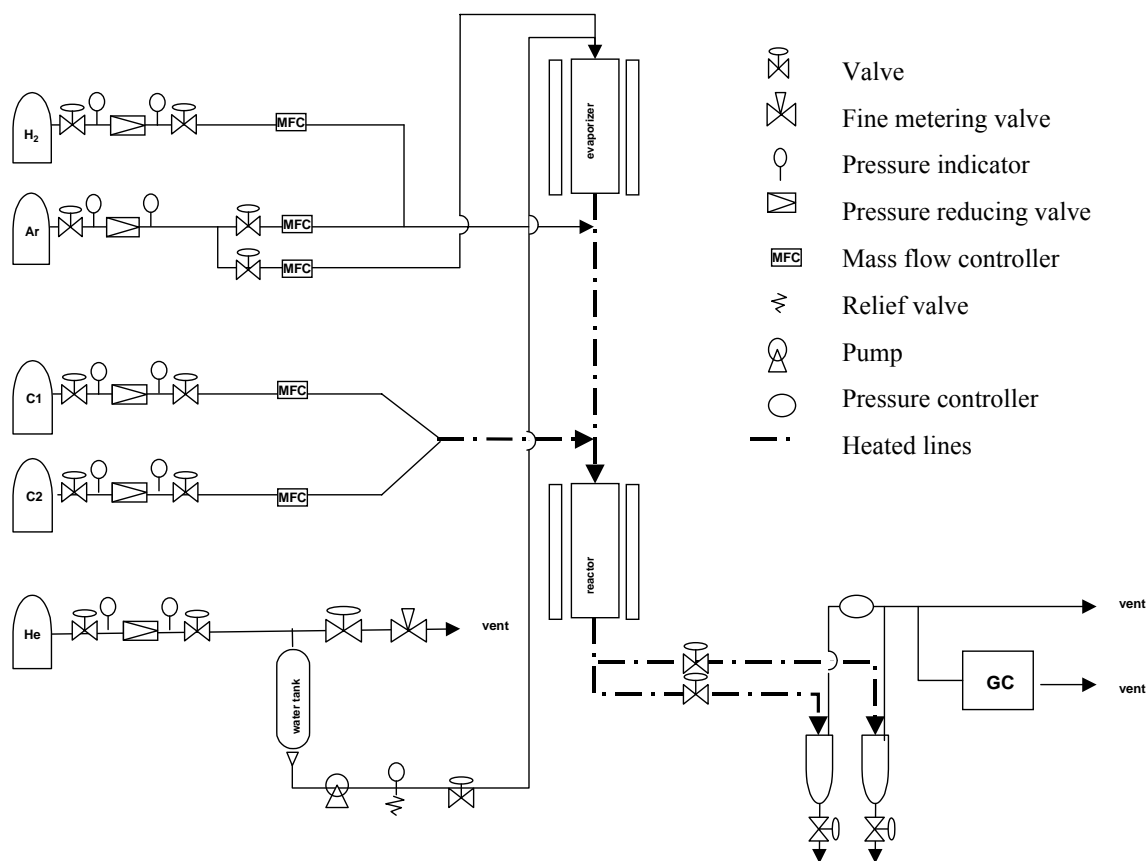 H2
MFC
Ar
MFC
MFC
C1
MFC
C2
MFC
He
vent
water tank
evaporizer
reactor
vent
GC
vent
Valve
Fine metering valve
Pressure indicator
Pressure reducing valve
MFC
Mass flow controller
Relief valve
Pump
Pressure controller
Heated lines